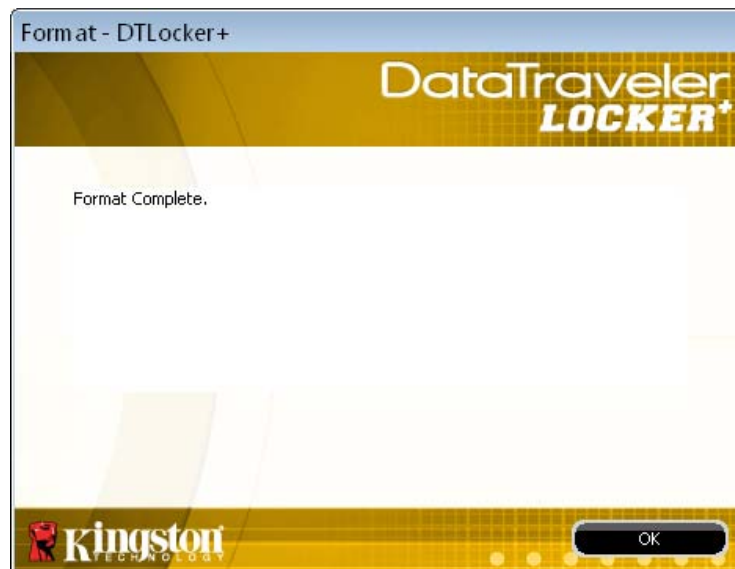 Format - DTLocker+
DataTraveler
LOCKER+
Format Complete.
Kingston
TECHNOLOGY
OK